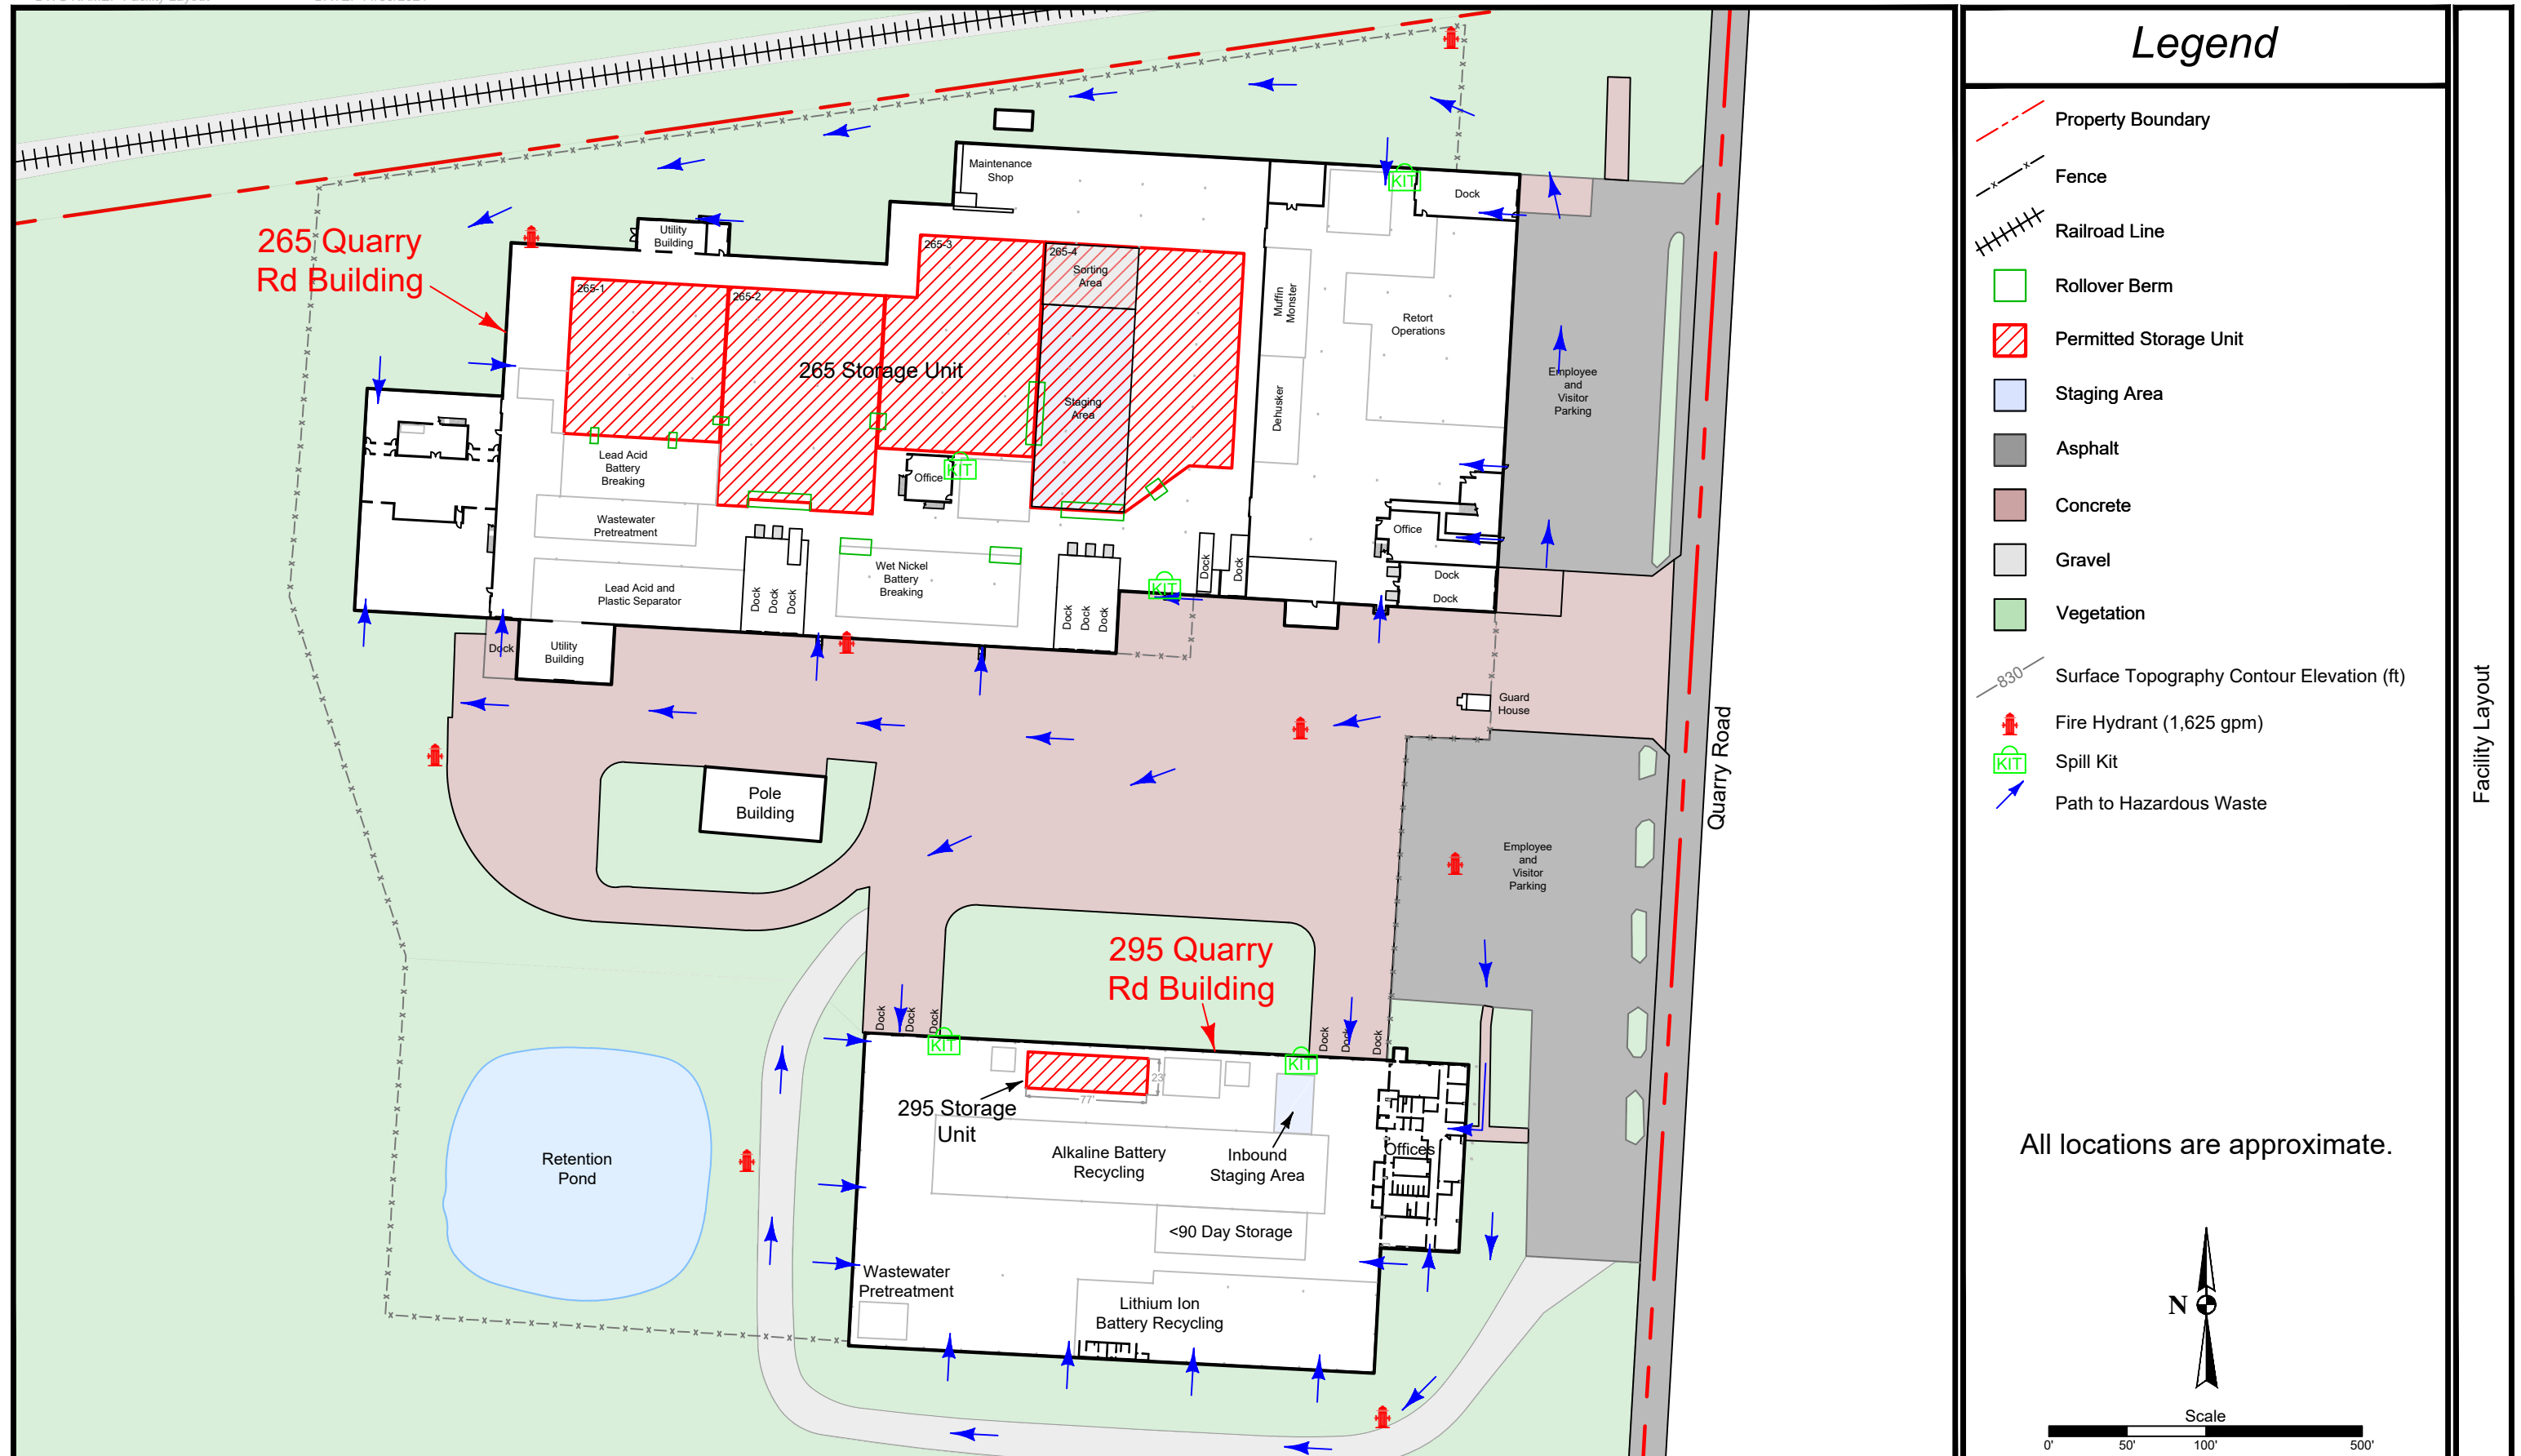 Legend
Property Boundary
Fence
Railroad Line
Rollover Berm
Permitted Storage Unit
Staging Area
Asphalt
Concrete
Gravel
Vegetation
830
Surface Topography Contour Elevation (ft)
Fire Hydrant (1,625 gpm)
KIT
Spill Kit
Path to Hazardous Waste
All locations are approximate.
N
Scale
0'
50'
100'
500'
Facility Layout
265 Quarry
Rd Building
Maintenance
Shop
Utility
Building
KIT
Dock
265-1
265-2
265-3
265-4
Sorting
Area
265 Storage Unit
Staging
Area
Muffin
Monster
Dehusker
Retort
Operations
Employee
and
Visitor
Parking
Lead Acid
Battery
Breaking
Office
KIT
Wastewater
Pretreatment
Office
Lead Acid and
Plastic Separator
Dock
Dock
Dock
Wet Nickel
Battery
Breaking
Dock
Dock
Dock
KIT
Dock
Dock
Dock
Dock
Dock
Utility
Building
Guard
House
Quarry Road
Pole
Building
Employee
and
Visitor
Parking
295 Quarry
Rd Building
Dock
Dock
Dock
KIT
Dock
Dock
Dock
KIT
23'
77'
295 Storage
Unit
Alkaline Battery
Recycling
Inbound
Staging Area
Offices
Retention
Pond
<90 Day Storage
Wastewater
Pretreatment
Lithium Ion
Battery Recycling